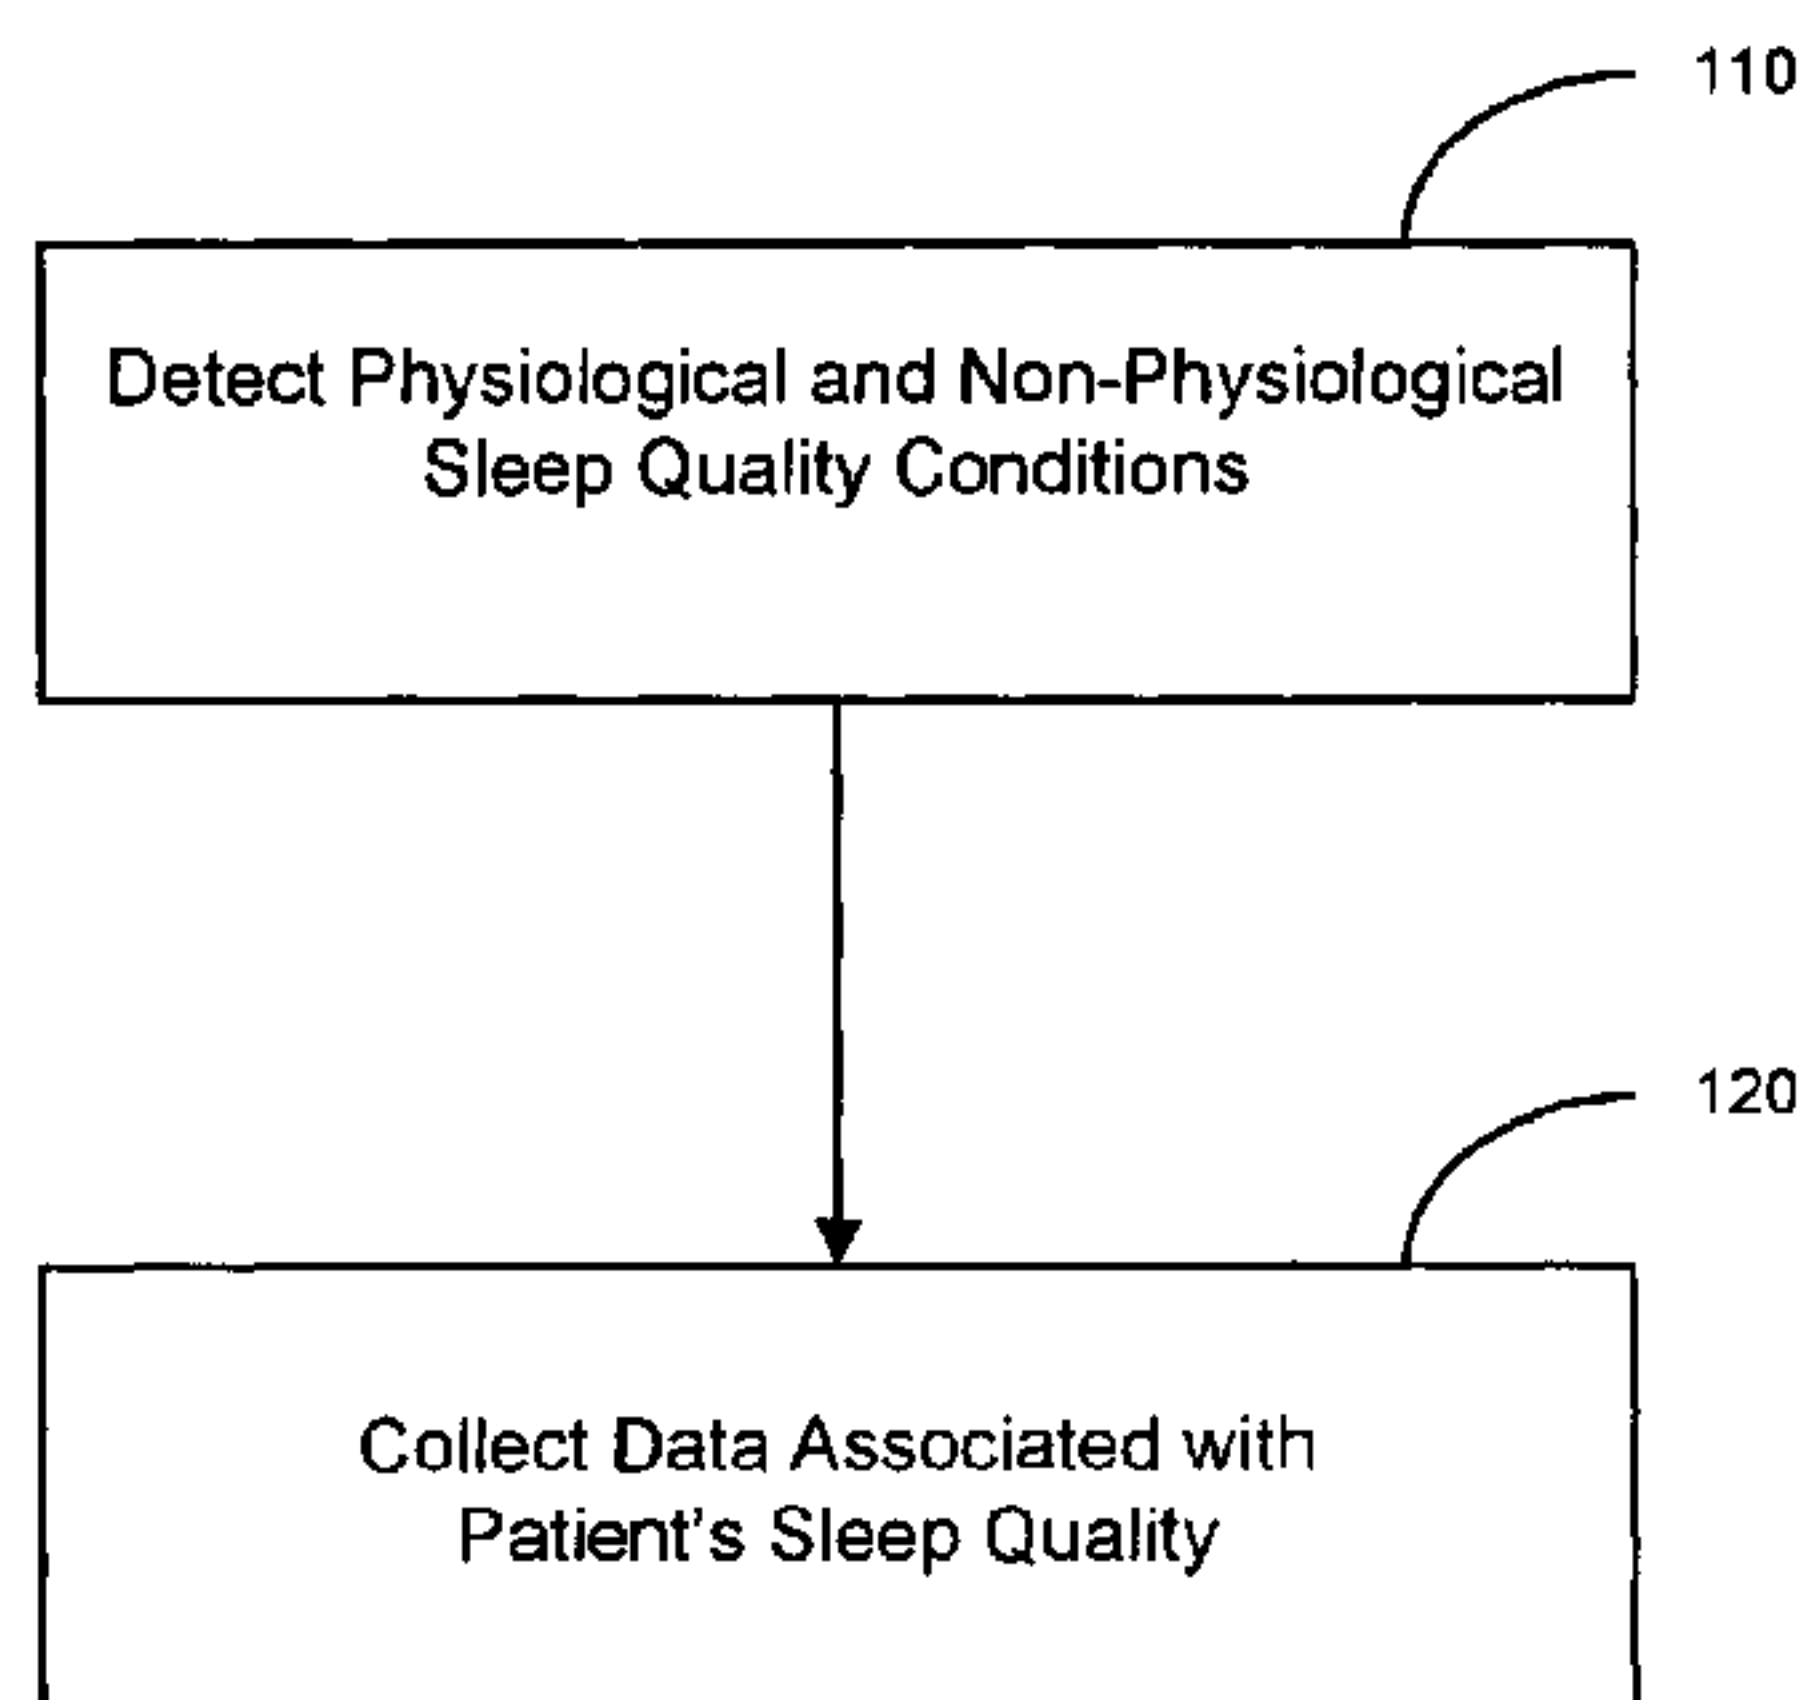 110
Detect Physiological and Non-Physiological
Sleep Quality Conditions
120
Collect Data Associated with
Patient's Sleep Quality